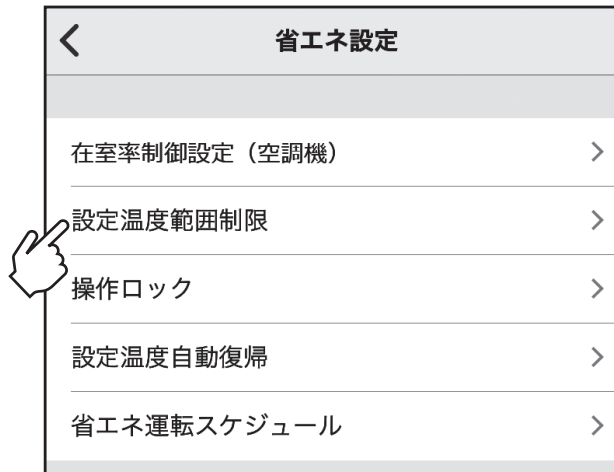 省エネ設定
在室率制御設定（空調機）
設定温度範囲制限
操作ロック
設定温度自動復帰
省エネ運転スケジュール